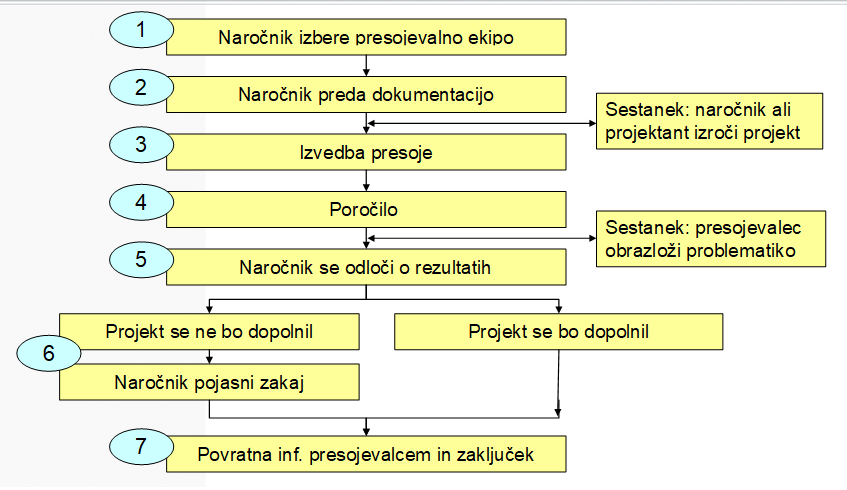 1
Naročnik izbere presojevalno ekipo
2
Naročnik preda dokumentacijo
Sestanek: naročnik ali
projektant izroči projekt
3
Izvedba presoje
4
Poročilo
Sestanek: presojevalec
obrazloži problematiko
5
Naročnik se odloči o rezultatih
Projekt se ne bo dopolnil
Projekt se bo dopolnil
6
Naročnik pojasni zakaj
7
Povratna inf. presojevalcem in zaključek